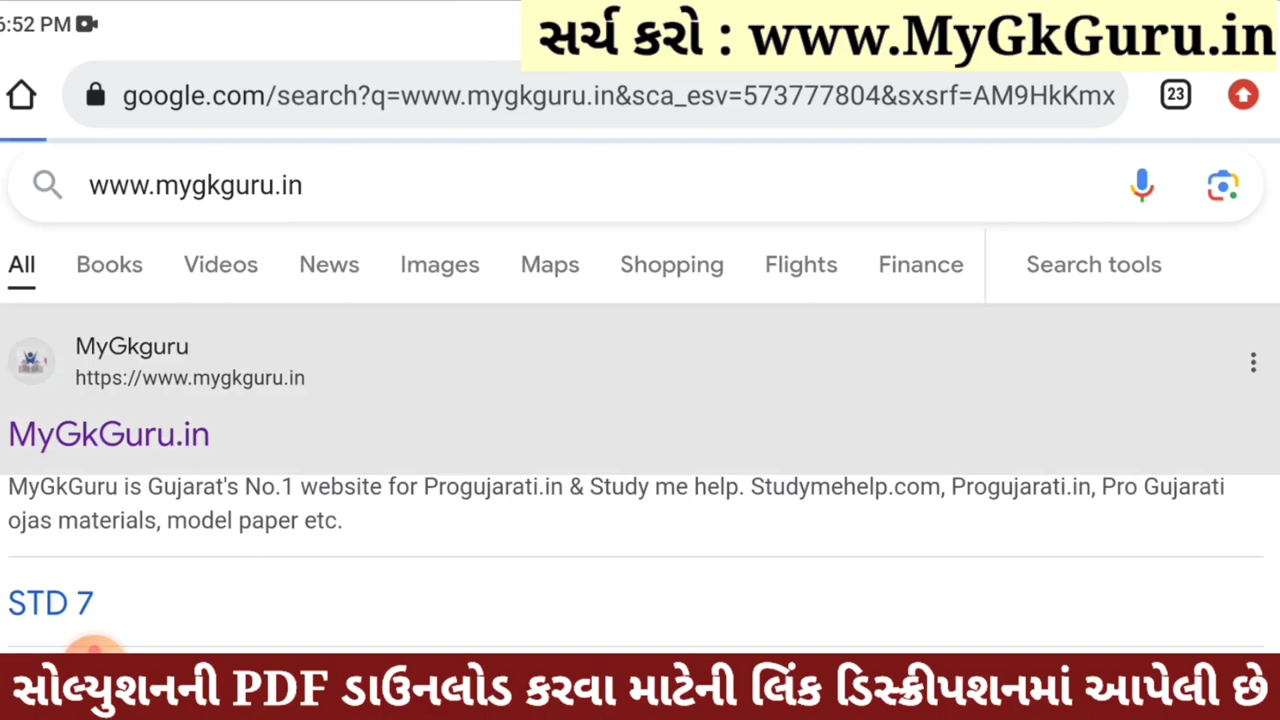 6:52 PM
સર્ચ કરો : www.MyGkGuru.in
google.com/search?q=www.mygkguru.in&sca_esv=573777804&sxsrf=AM9HkKmx
23
www.mygkguru.in
All Books Videos News Images Maps Shopping Flights Finance Search tools
MyGkguru
https://www.mygkguru.in
MyGkGuru.in
MyGkGuru is Gujarat's No.1 website for Progujarati.in & Study me help. Studymehelp.com, Progujarati.in, Pro Gujarati
ojas materials, model paper etc.
STD 7
સોલ્યુશનની PDF ડાઉનલોડ કરવા માટેની લિંક ડિસ્ક્રીપશનમાં આપેલી છે